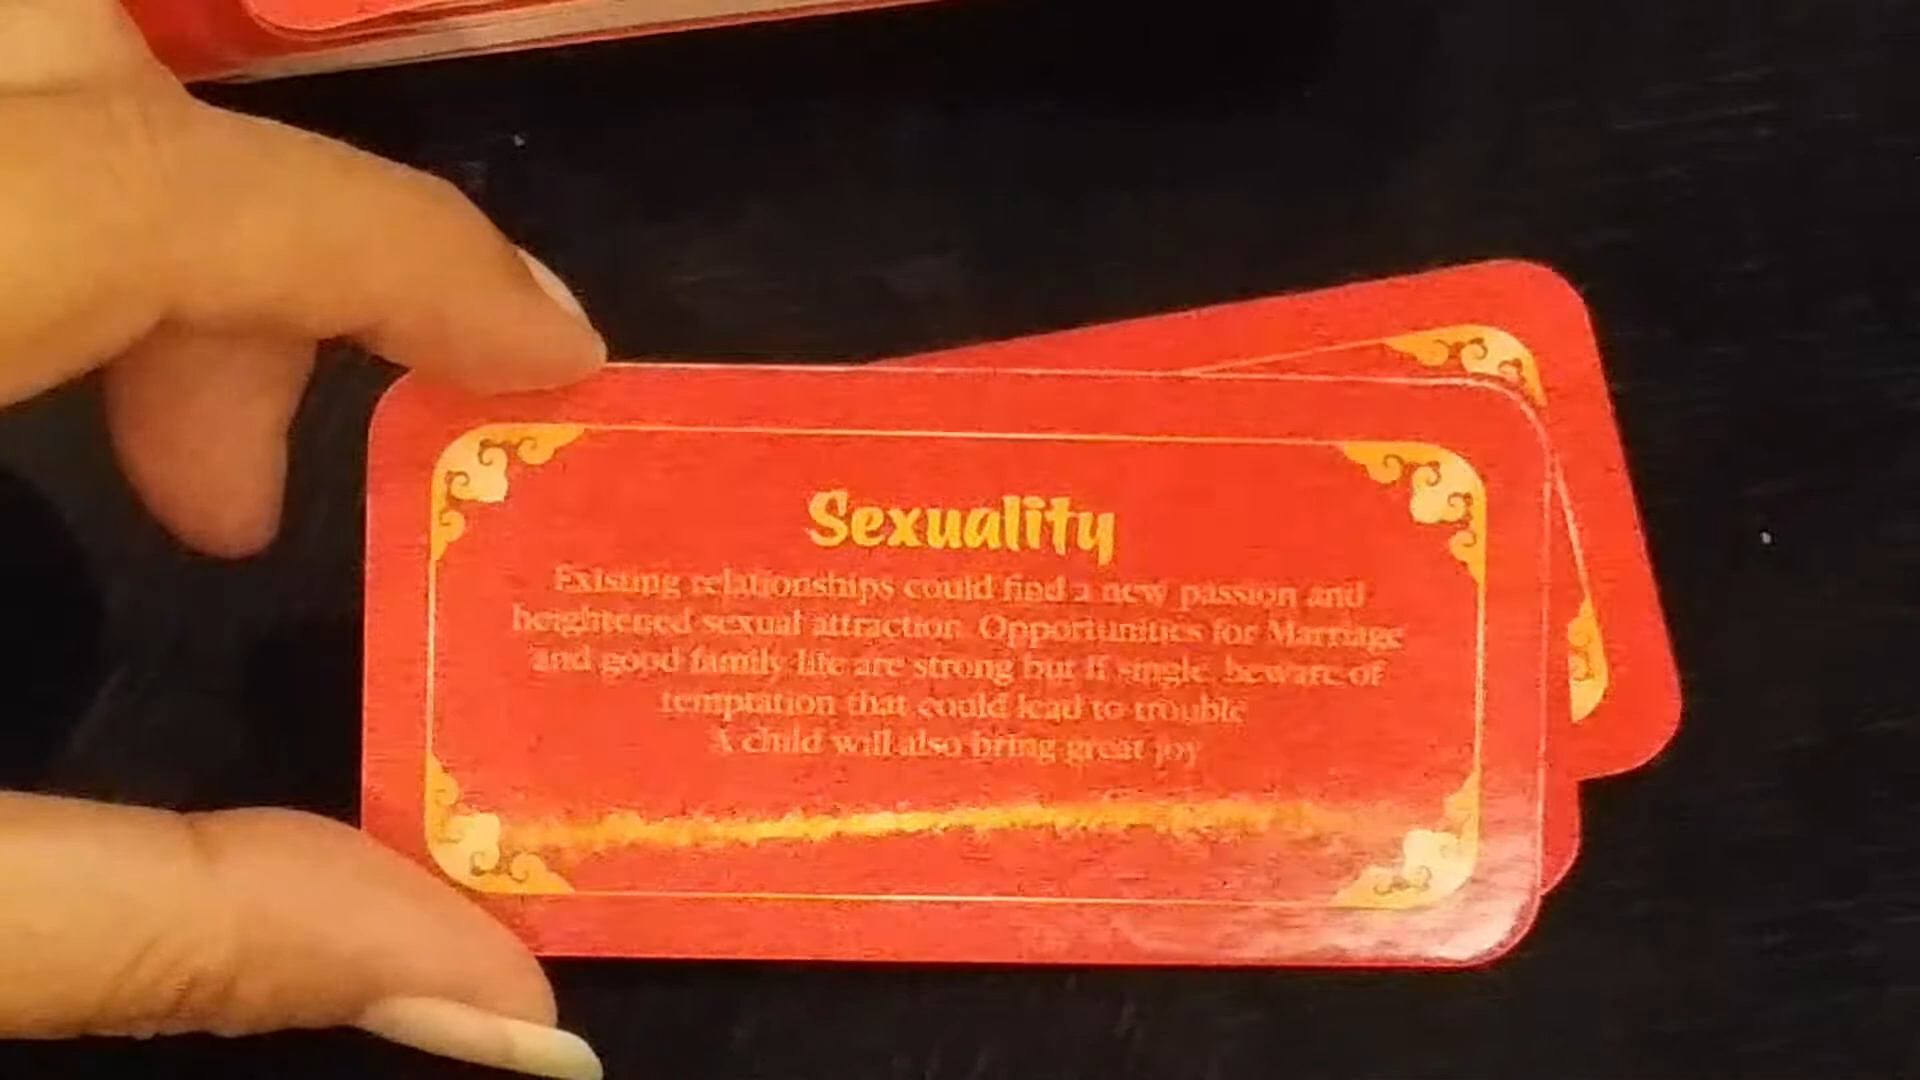 Sexuality
Existing relationships could find a new passion and
heightened sexual attraction Opportunities for Marriage
and good family life are strong but if single, beware of
temptation that could lead to trouble
A child will also bring great joy